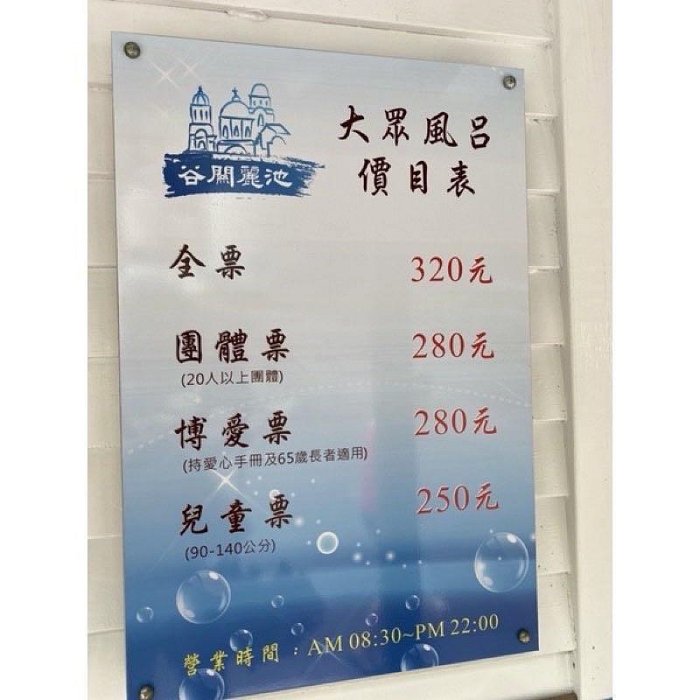 谷關麗池
大眾風呂
價目表
全票 320元
團體票 280元
(20人以上團體)
博愛票 280元
(持愛心手冊及65歲長者適用)
兒童票 250元
(90-140公分)
營業時間：AM 08:30~PM 22:00